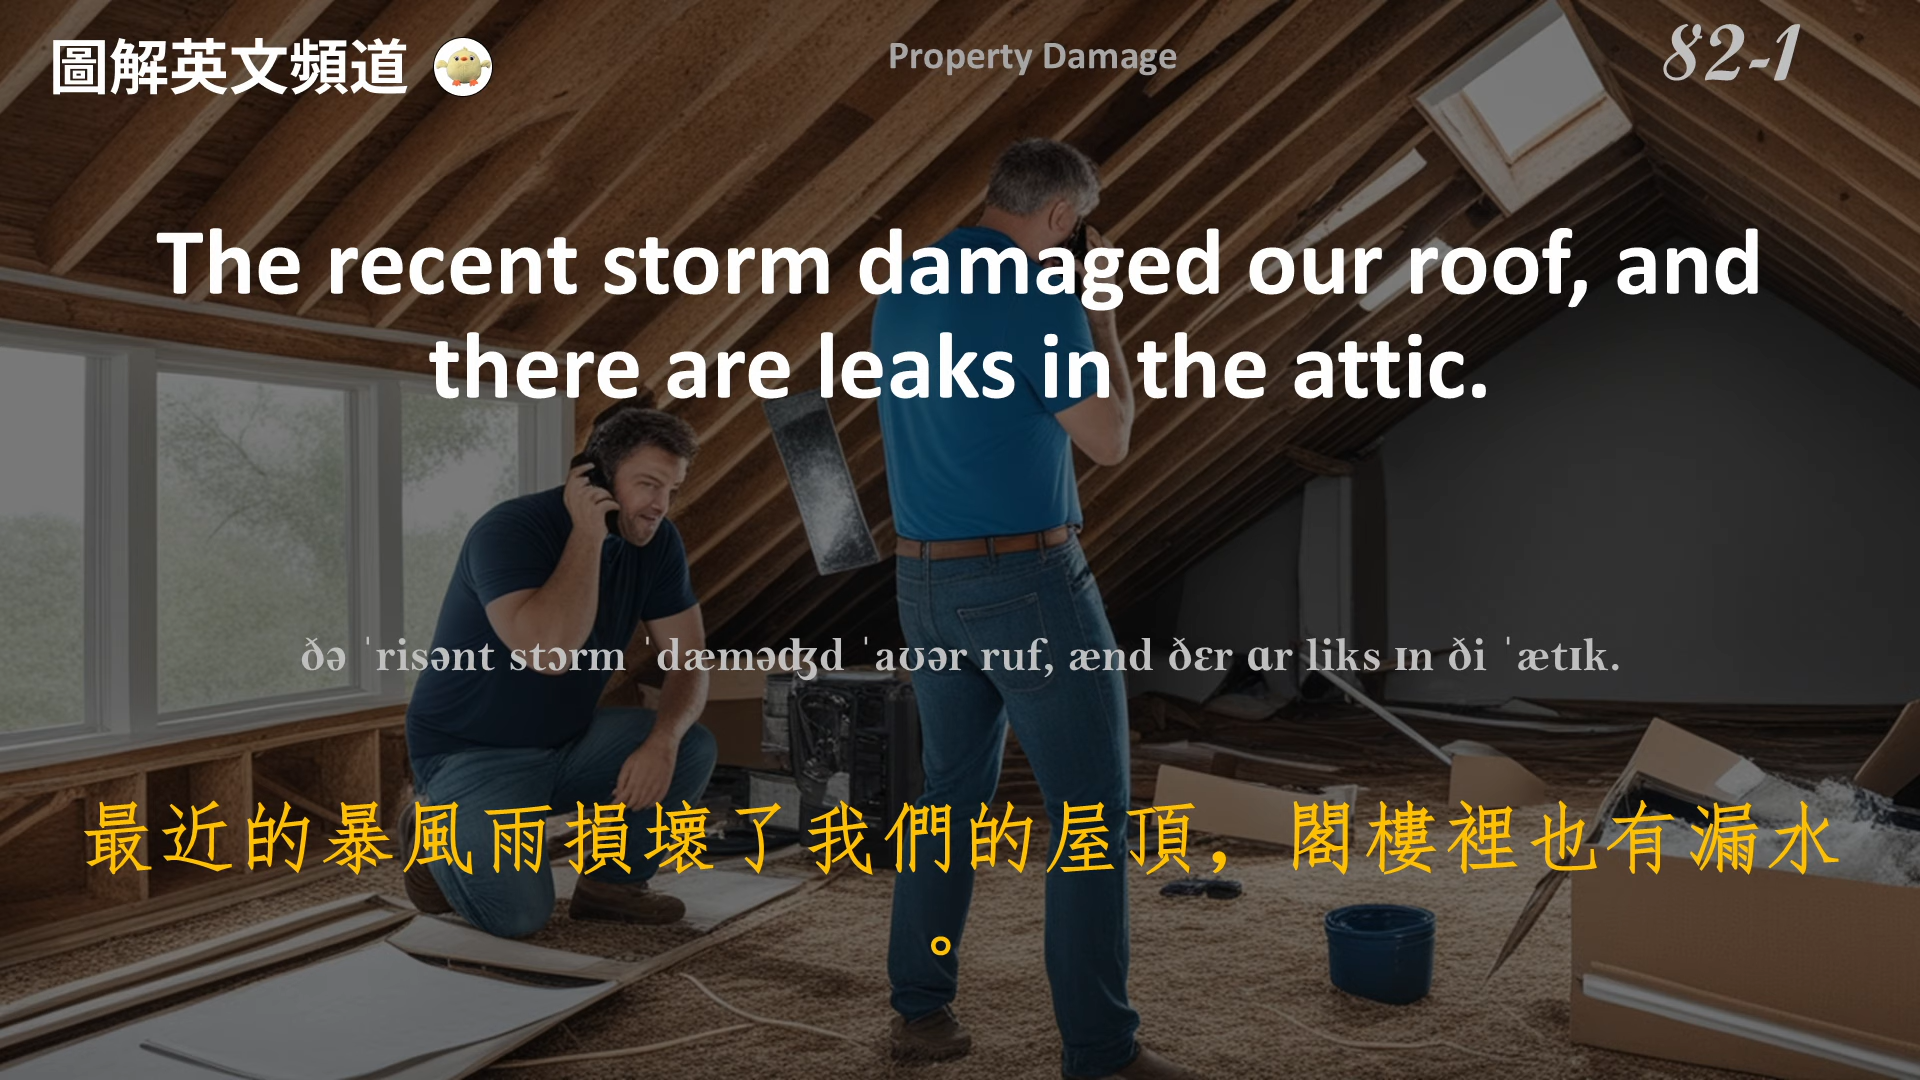 圖解英文頻道
Property Damage
82-1
The recent storm damaged our roof, and
there are leaks in the attic.
ðə ˈrisənt stɔrm ˈdæməʤd ˈaʊər ruf, ænd ðɛr ɑr liks ɪn ði ˈætɪk.
最近的暴風雨損壞了我們的屋頂，閣樓裡也有漏水
。